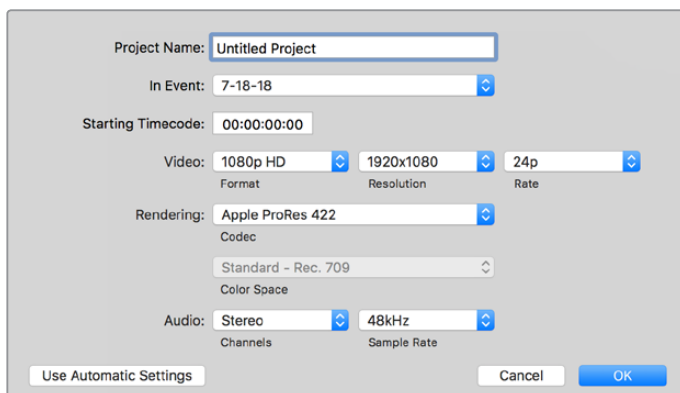 Project Name: Untitled Project
In Event: 7-18-18
Starting Timecode: 00:00:00:00
Video: 1080p HD 1920x1080 24p
Format Resolution Rate
Rendering: Apple ProRes 422
Codec
Standard - Rec. 709
Color Space
Audio: Stereo 48kHz
Channels Sample Rate
Use Automatic Settings Cancel OK